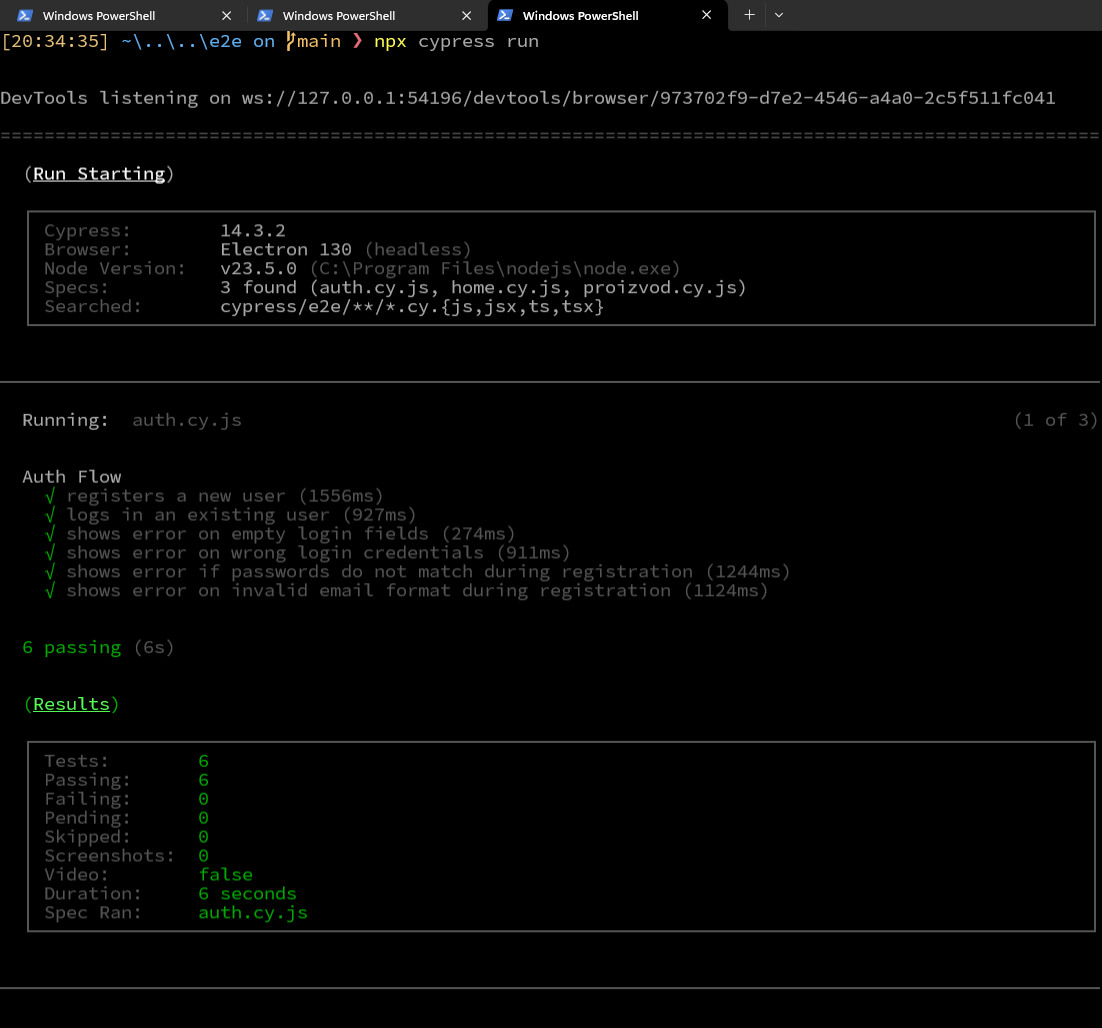 Windows PowerShell
Windows PowerShell
Windows PowerShell
[20:34:35] ~\..\..\e2e on main ❯ npx cypress run
DevTools listening on ws://127.0.0.1:54196/devtools/browser/973702f9-d7e2-4546-a4a0-2c5f511fc041
====================================================================================================
(Run Starting)
Cypress: 14.3.2
Browser: Electron 130 (headless)
Node Version: v23.5.0 (C:\Program Files\nodejs\node.exe)
Specs: 3 found (auth.cy.js, home.cy.js, proizvod.cy.js)
Searched: cypress/e2e/**/*.cy.{js,jsx,ts,tsx}
Running: auth.cy.js (1 of 3)
Auth Flow
√ registers a new user (1556ms)
√ logs in an existing user (927ms)
√ shows error on empty login fields (274ms)
√ shows error on wrong login credentials (911ms)
√ shows error if passwords do not match during registration (1244ms)
√ shows error on invalid email format during registration (1124ms)
6 passing (6s)
(Results)
Tests: 6
Passing: 6
Failing: 0
Pending: 0
Skipped: 0
Screenshots: 0
Video: false
Duration: 6 seconds
Spec Ran: auth.cy.js